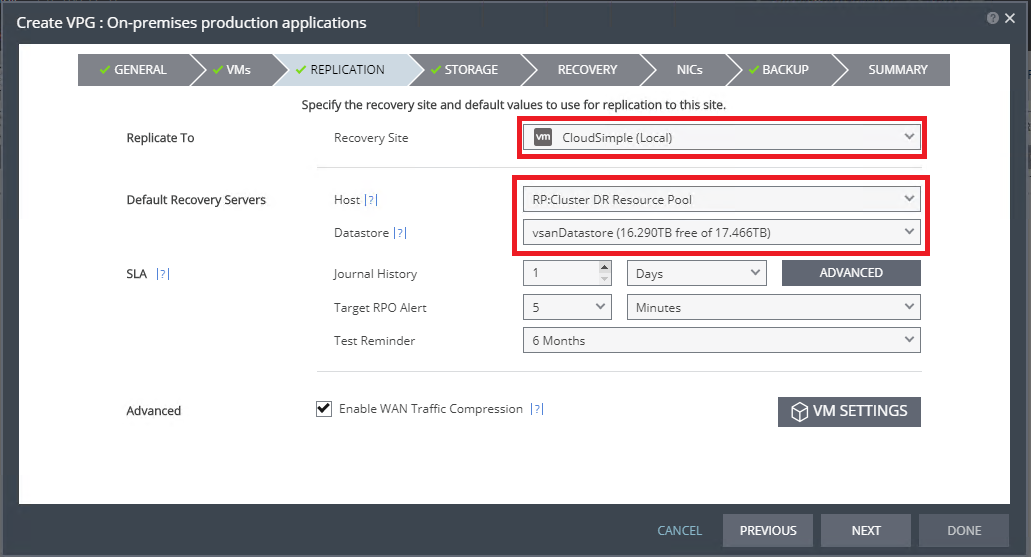 Create VPG : On-premises production applications
? ×
GENERAL VMs REPLICATION STORAGE RECOVERY NICs BACKUP SUMMARY
Specify the recovery site and default values to use for replication to this site.
Replicate To Recovery Site vm CloudSimple (Local)
Default Recovery Servers Host |?| RP:Cluster DR Resource Pool
Datastore |?| vsanDatastore (16.290TB free of 17.466TB)
SLA |?| Journal History 1 Days ADVANCED
Target RPO Alert 5 Minutes
Test Reminder 6 Months
Advanced Enable WAN Traffic Compression |?| VM SETTINGS
CANCEL PREVIOUS NEXT DONE